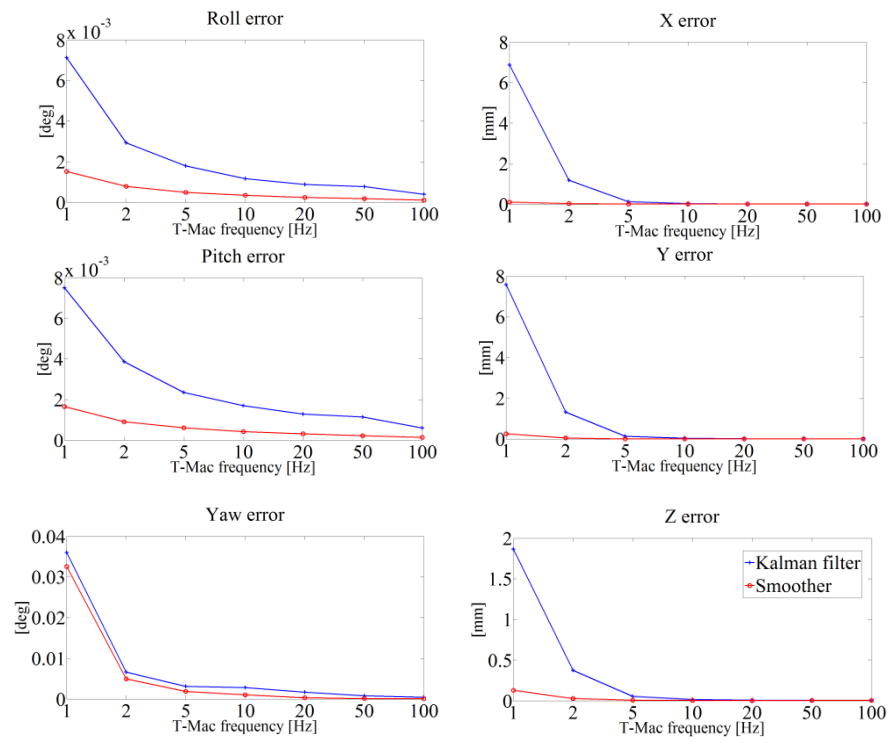 Roll error
8 x 10^-3
6
4
2
0
[deg]
1 2 5 10 20 50 100
T-Mac frequency [Hz]
X error
8
6
4
2
0
[mm]
1 2 5 10 20 50 100
T-Mac frequency [Hz]
Pitch error
8 x 10^-3
6
4
2
0
[deg]
1 2 5 10 20 50 100
T-Mac frequency [Hz]
Y error
8
6
4
2
0
[mm]
1 2 5 10 20 50 100
T-Mac frequency [Hz]
Yaw error
0.04
0.03
0.02
0.01
0
[deg]
1 2 5 10 20 50 100
T-Mac frequency [Hz]
Z error
2
1.5
1
0.5
0
[mm]
Kalman filter
Smoother
1 2 5 10 20 50 100
T-Mac frequency [Hz]